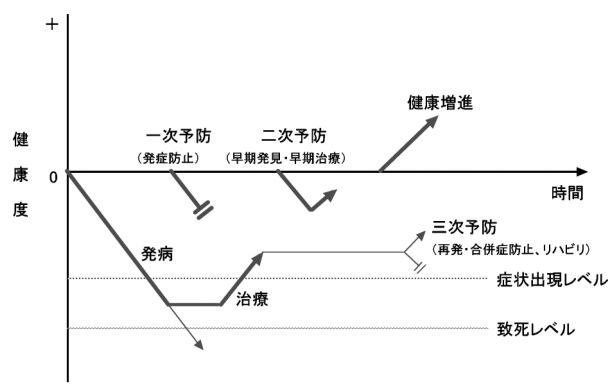 ＋
健康度
0
時間
一次予防
（発症防止）
二次予防
（早期発見・早期治療）
健康増進
発病
治療
三次予防
（再発・合併症防止、リハビリ）
症状出現レベル
致死レベル